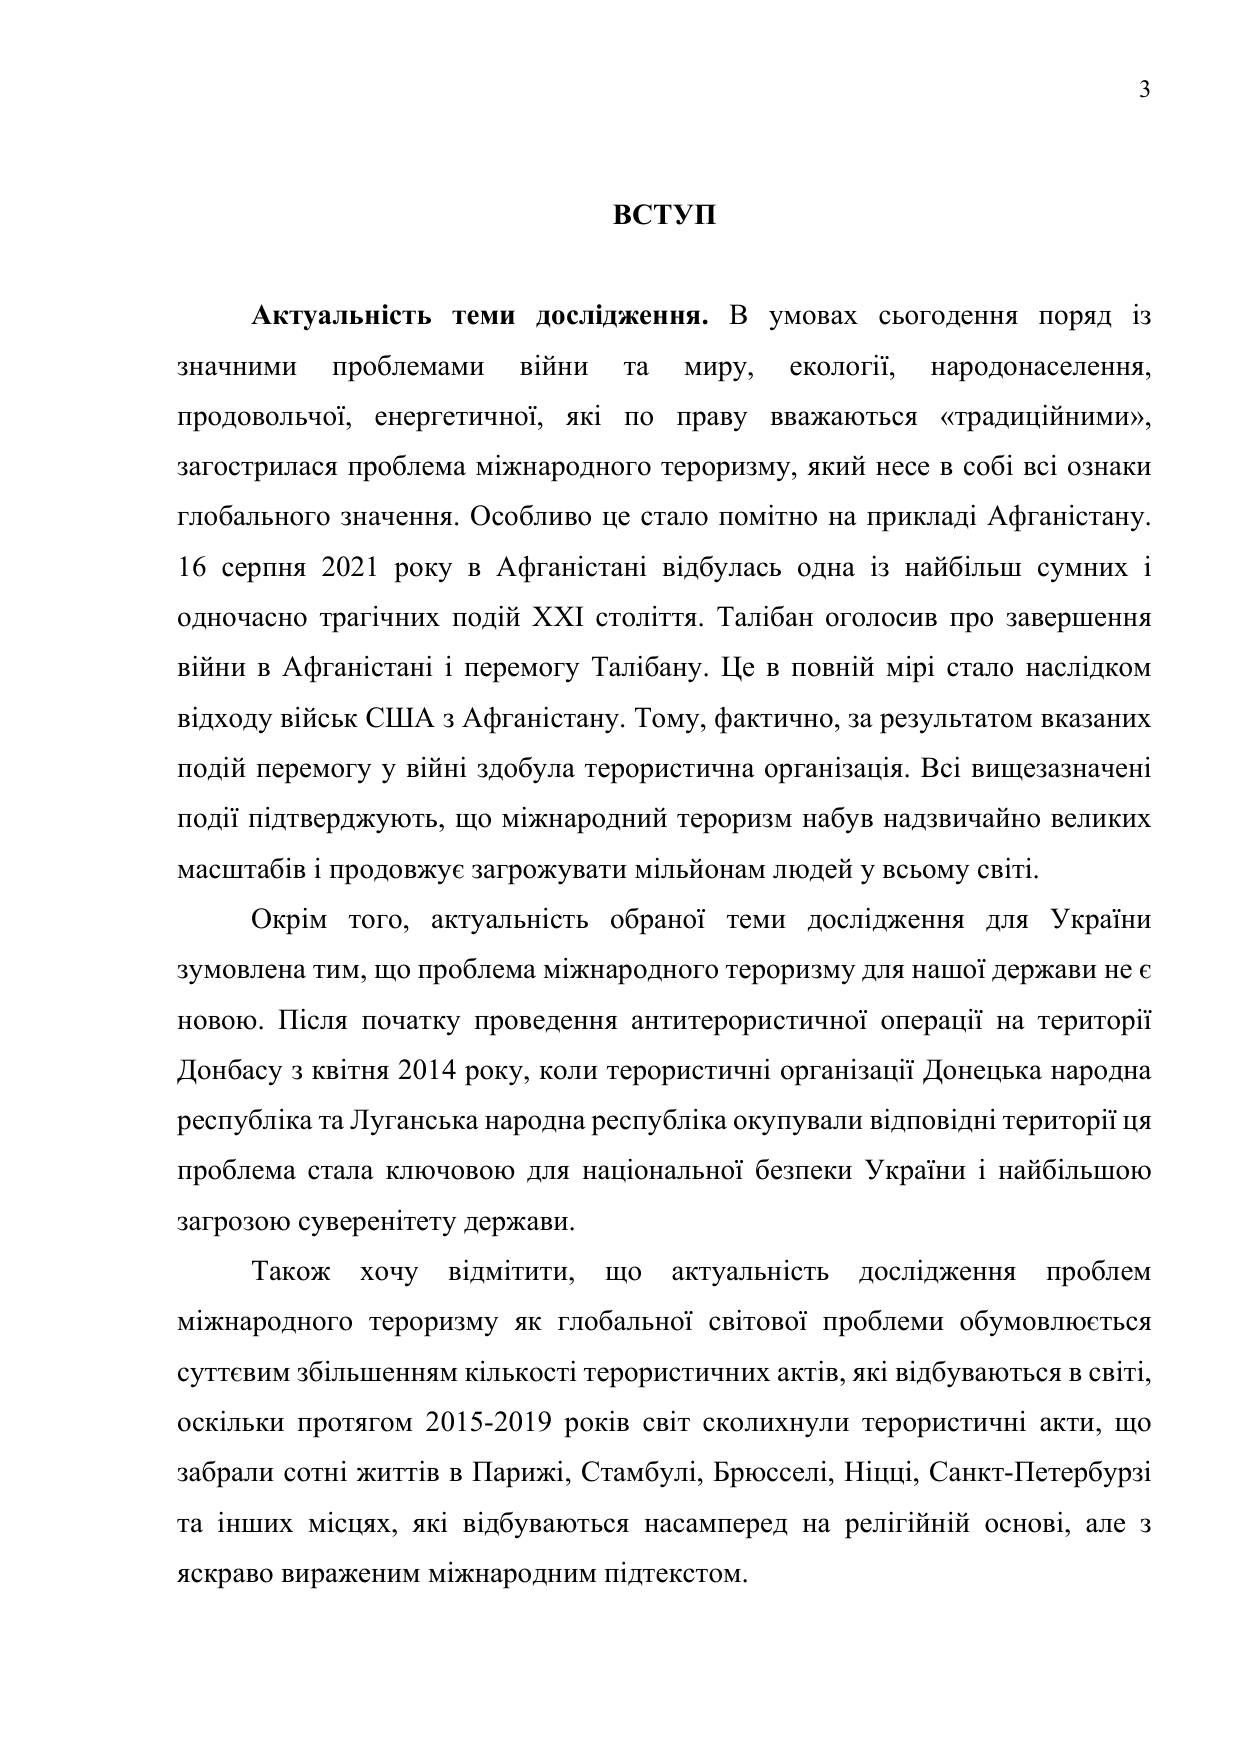 3
ВСТУП
Актуальність теми дослідження. В умовах сьогодення поряд із
значними проблемами війни та миру, екології, народонаселення,
продовольчої, енергетичної, які по праву вважаються «традиційними»,
загострилася проблема міжнародного тероризму, який несе в собі всі ознаки
глобального значення. Особливо це стало помітно на прикладі Афганістану.
16 серпня 2021 року в Афганістані відбулась одна із найбільш сумних і
одночасно трагічних подій XXI століття. Талібан оголосив про завершення
війни в Афганістані і перемогу Талібану. Це в повній мірі стало наслідком
відходу військ США з Афганістану. Тому, фактично, за результатом вказаних
подій перемогу у війні здобула терористична організація. Всі вищезазначені
події підтверджують, що міжнародний тероризм набув надзвичайно великих
масштабів і продовжує загрожувати мільйонам людей у всьому світі.
Окрім того, актуальність обраної теми дослідження для України
зумовлена тим, що проблема міжнародного тероризму для нашої держави не є
новою. Після початку проведення антитерористичної операції на території
Донбасу з квітня 2014 року, коли терористичні організації Донецька народна
республіка та Луганська народна республіка окупували відповідні території ця
проблема стала ключовою для національної безпеки України і найбільшою
загрозою суверенітету держави.
Також хочу відмітити, що актуальність дослідження проблем
міжнародного тероризму як глобальної світової проблеми обумовлюється
суттєвим збільшенням кількості терористичних актів, які відбуваються в світі,
оскільки протягом 2015-2019 років світ сколихнули терористичні акти, що
забрали сотні життів в Парижі, Стамбулі, Брюсселі, Ніцці, Санкт-Петербурзі
та інших місцях, які відбуваються насамперед на релігійній основі, але з
яскраво вираженим міжнародним підтекстом.